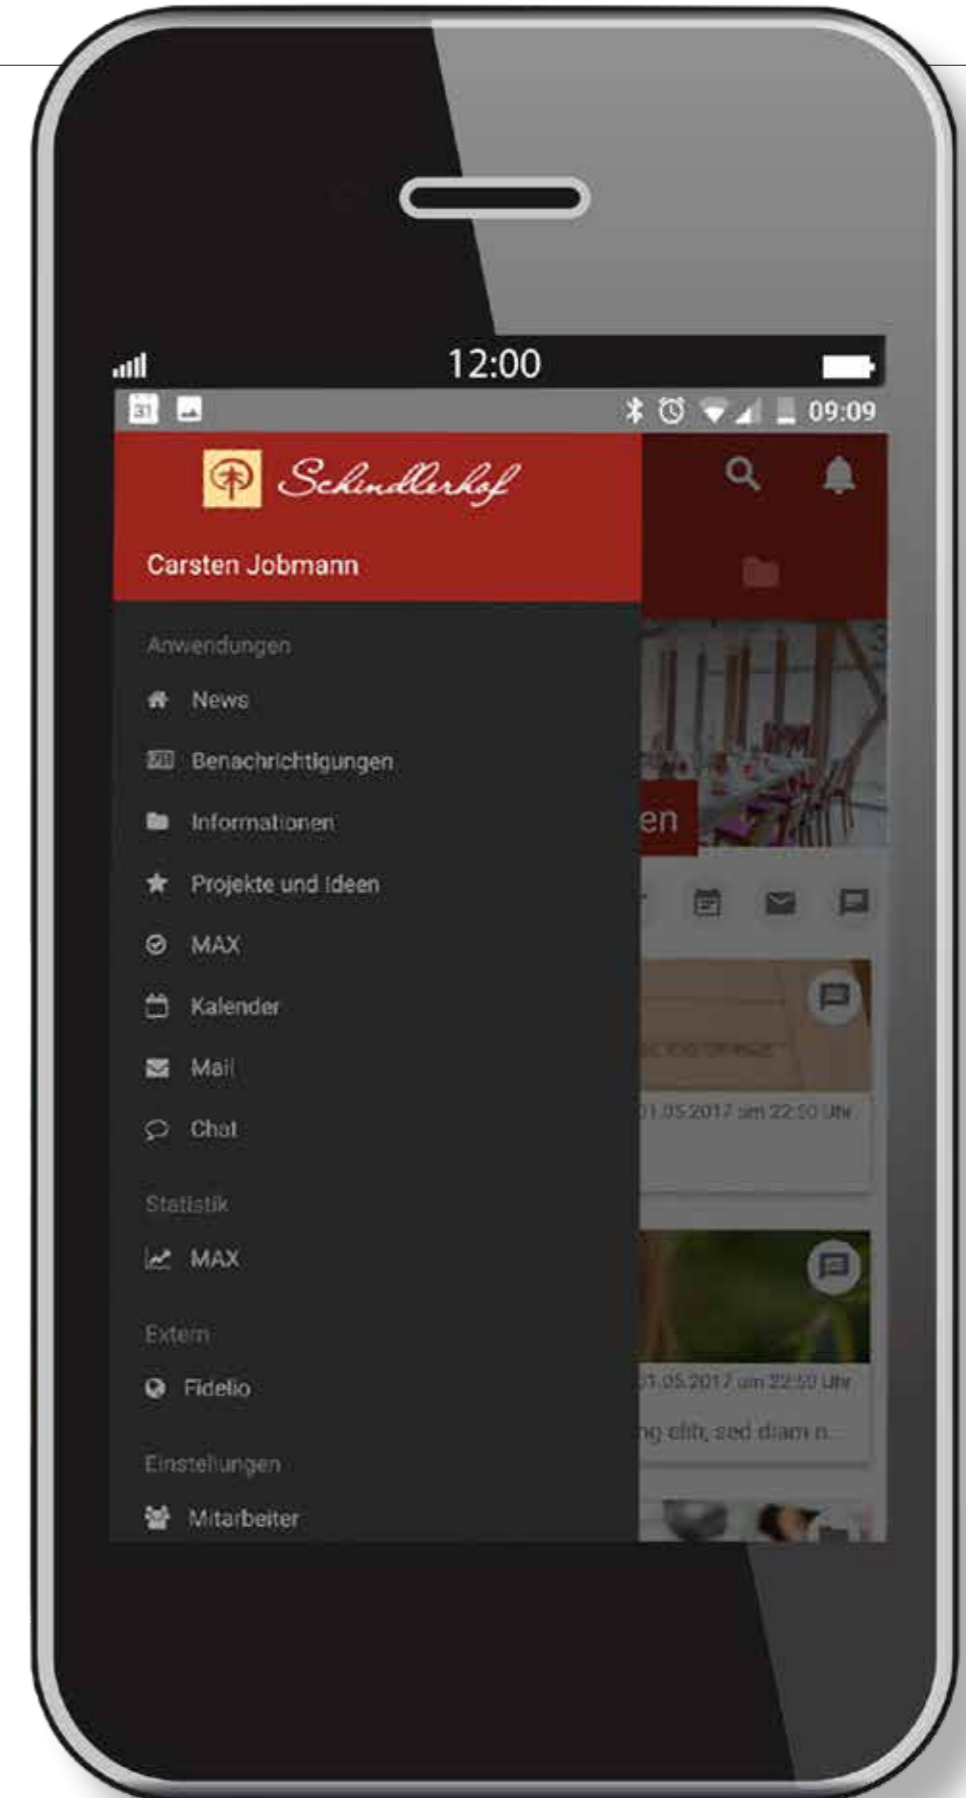 12:00
31 09:09
Schindlerhof
Carsten Jobmann
Anwendungen
News
Benachrichtigungen
Informationen
en
Projekte und Ideen
MAX
Kalender
Mail
01.05.2017 um 22:50 Uhr
Chat
Statistik
MAX
Extern
Fidelio
01.05.2017 um 22:50 Uhr
ng elitr, sed diam n...
Einstellungen
Mitarbeiter